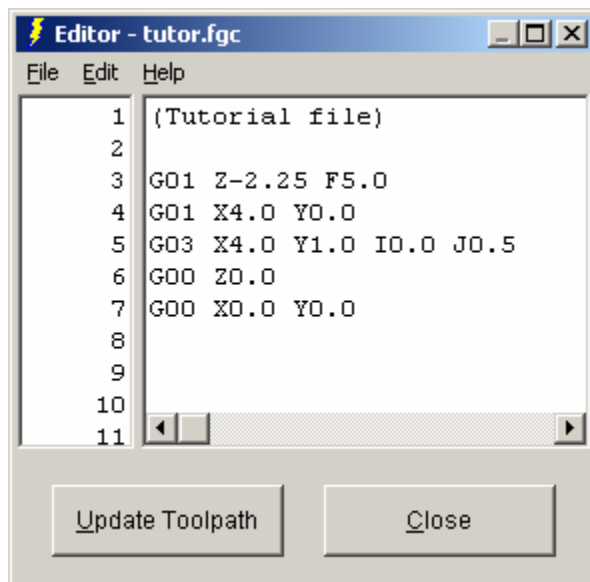 Editor - tutor.fgc
File Edit Help
1 (Tutorial file)
2
3 G01 Z-2.25 F5.0
4 G01 X4.0 Y0.0
5 G03 X4.0 Y1.0 I0.0 J0.5
6 G00 Z0.0
7 G00 X0.0 Y0.0
8
9
10
11
Update Toolpath Close